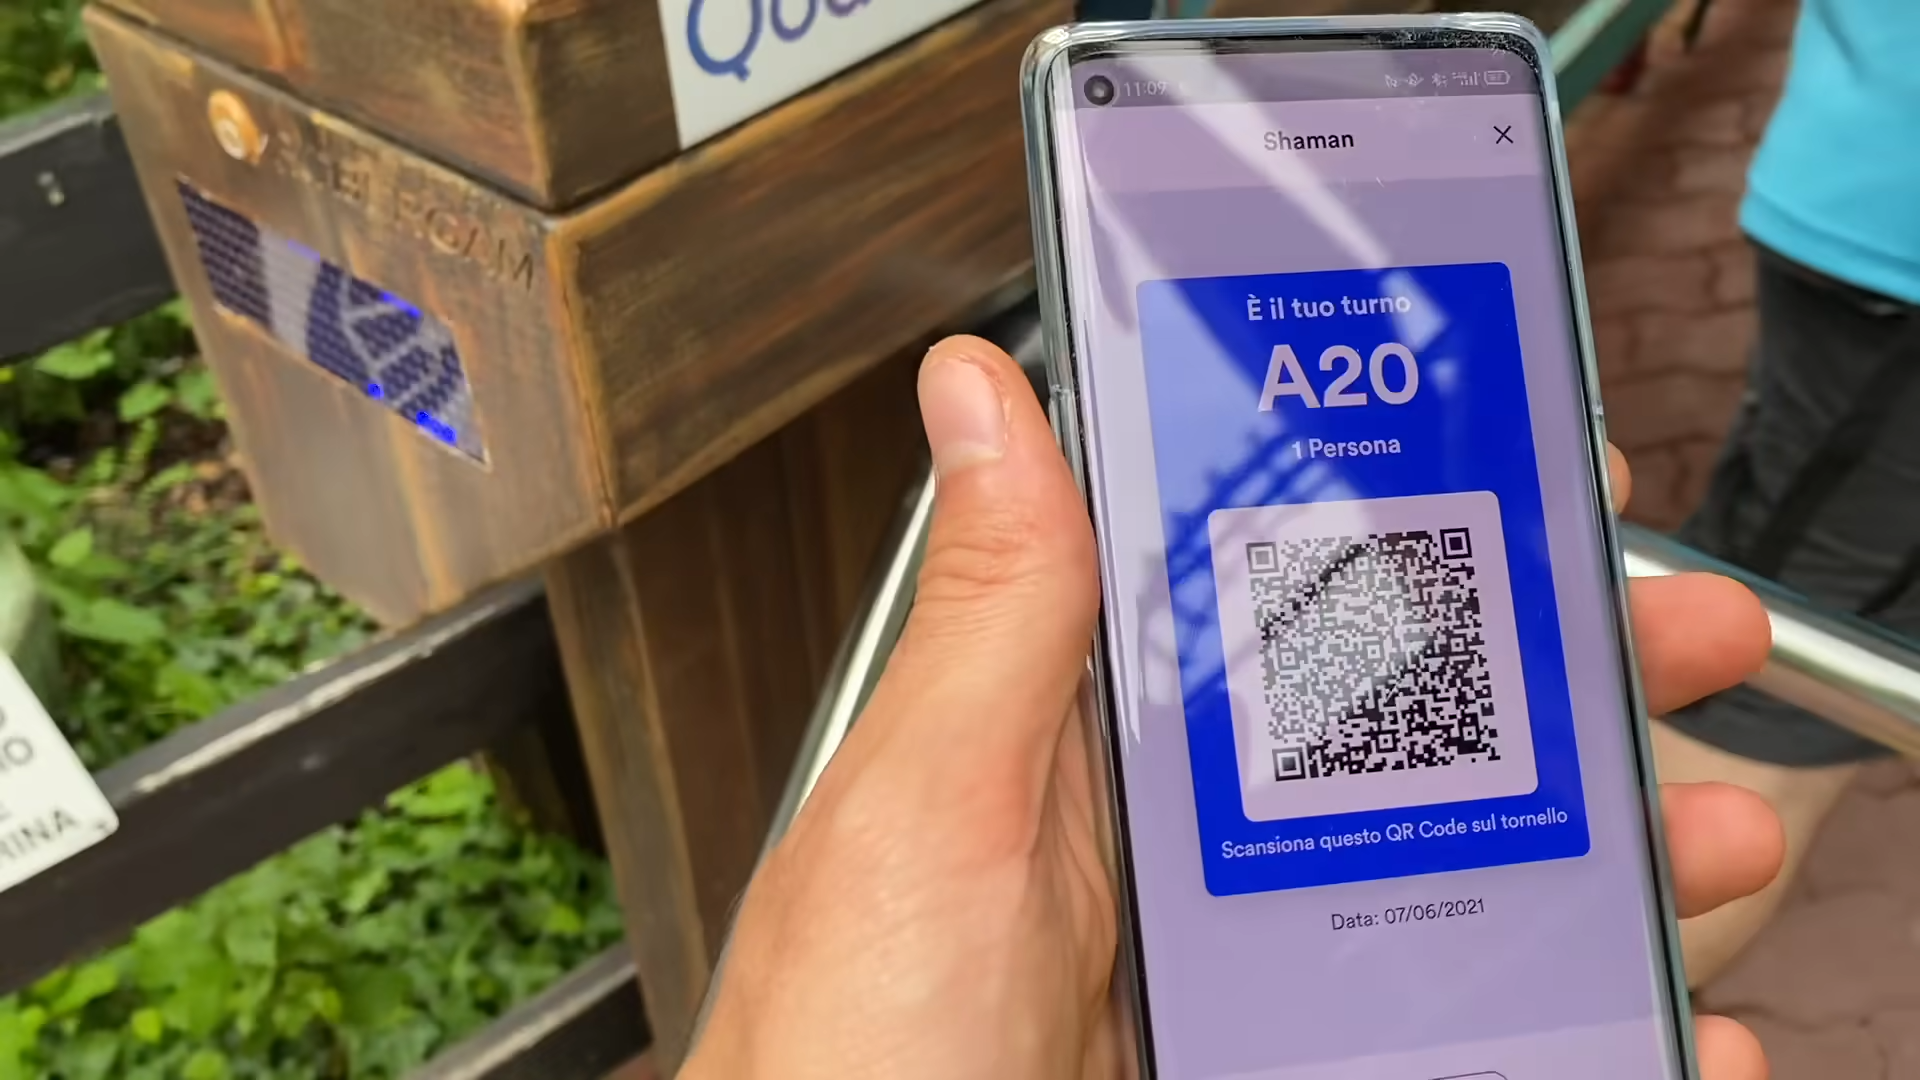 11:09
Shaman
È il tuo turno
A20
1 Persona
Scansiona questo QR Code sul tornello
Data: 07/06/2021